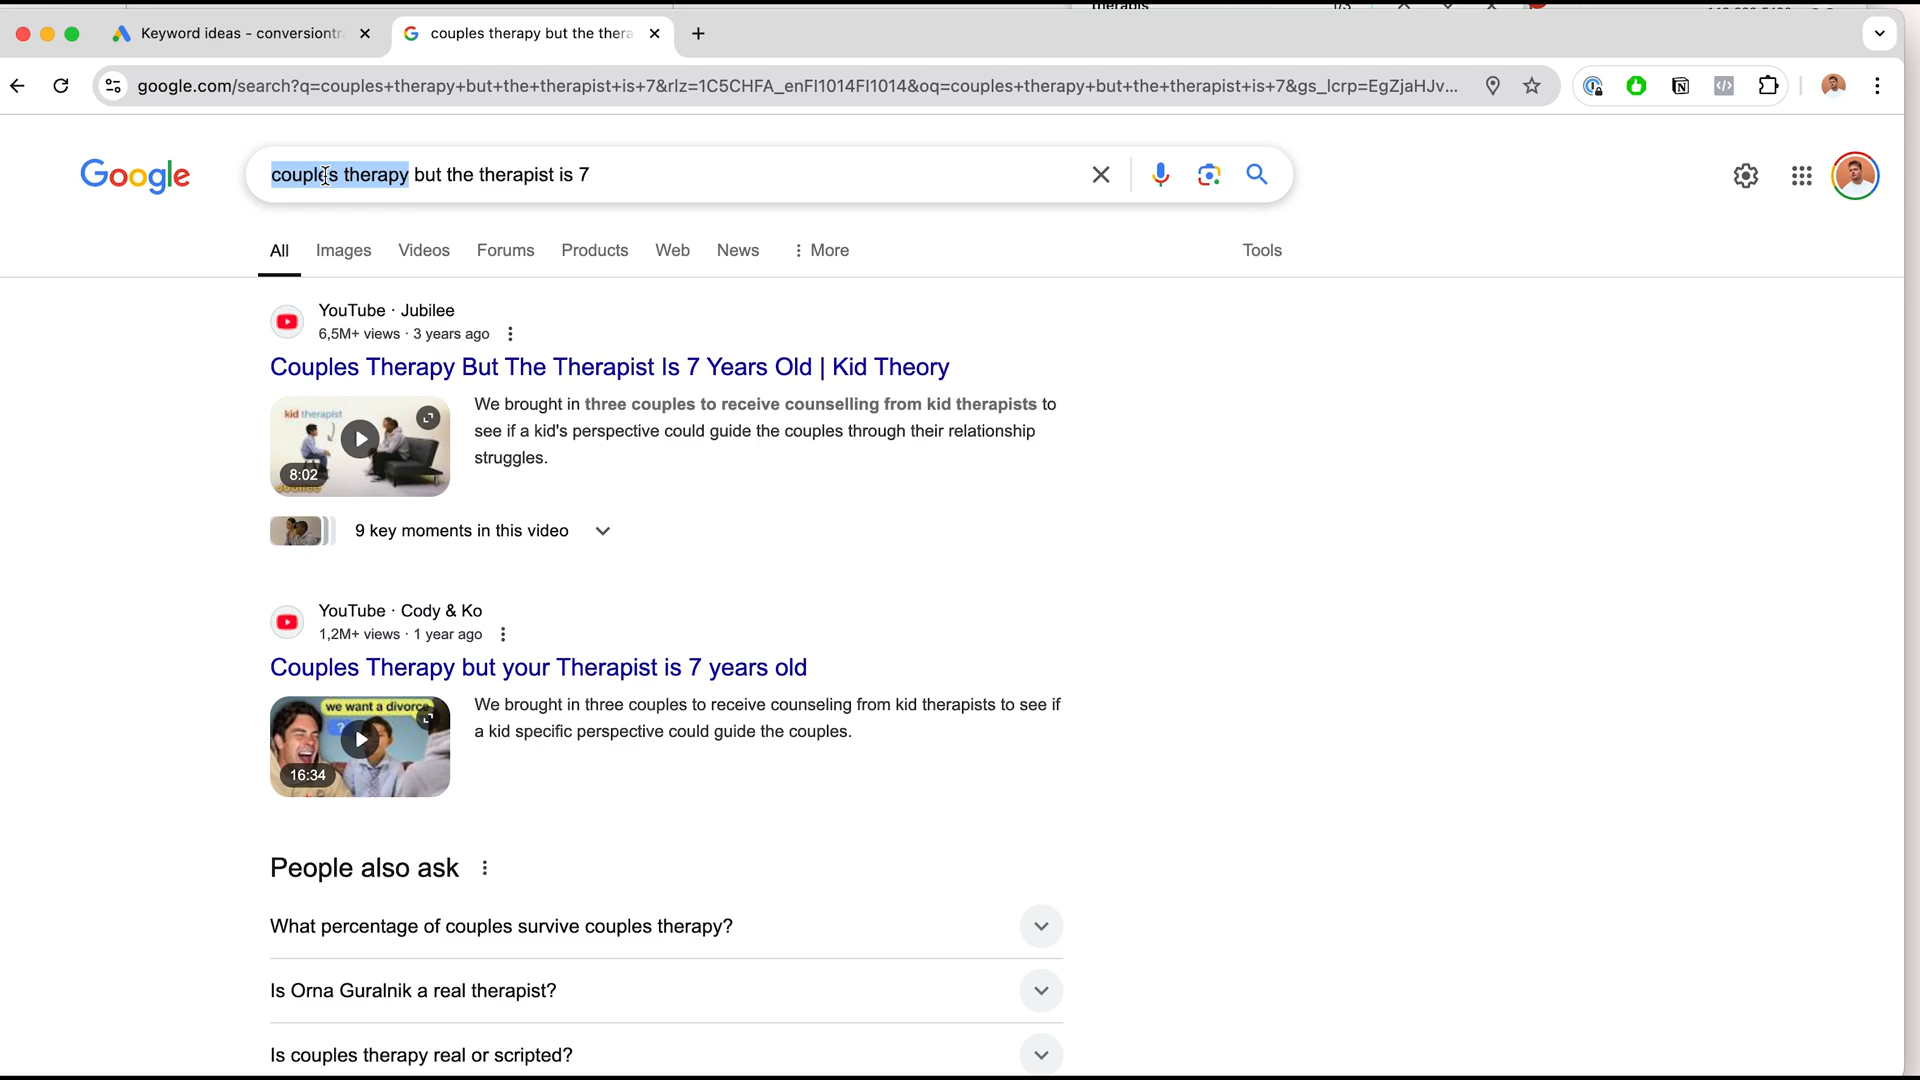 therapis 1/3
Keyword ideas - conversiontr
couples therapy but the thera
google.com/search?q=couples+therapy+but+the+therapist+is+7&rlz=1C5CHFA_enFI1014FI1014&oq=couples+therapy+but+the+therapist+is+7&gs_lcrp=EgZjaHJv...
Google
couples therapy but the therapist is 7
All Images Videos Forums Products Web News More Tools
YouTube · Jubilee
6,5M+ views · 3 years ago
Couples Therapy But The Therapist Is 7 Years Old | Kid Theory
kid therapist
8:02
Jubilee
We brought in three couples to receive counselling from kid therapists to
see if a kid's perspective could guide the couples through their relationship
struggles.
9 key moments in this video
YouTube · Cody & Ko
1,2M+ views · 1 year ago
Couples Therapy but your Therapist is 7 years old
we want a divorce
?
16:34
We brought in three couples to receive counseling from kid therapists to see if
a kid specific perspective could guide the couples.
People also ask
What percentage of couples survive couples therapy?
Is Orna Guralnik a real therapist?
Is couples therapy real or scripted?